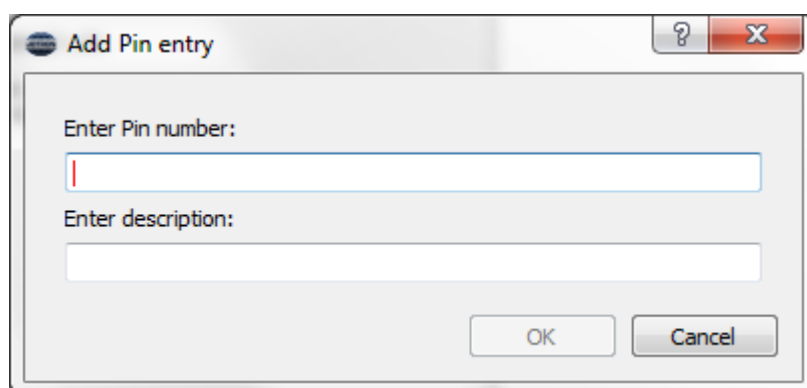 Add Pin entry
Enter Pin number:
Enter description:
OK
Cancel